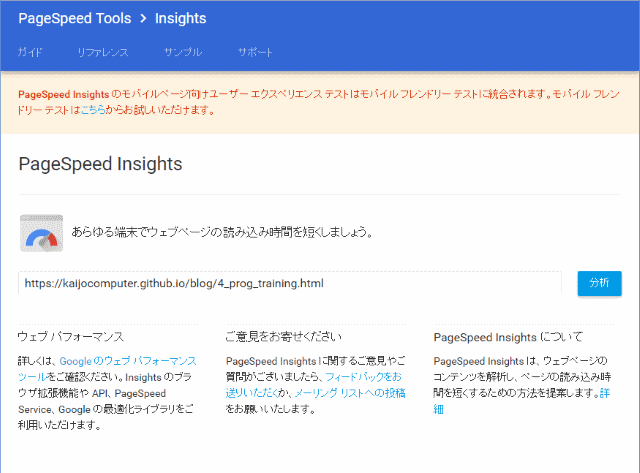 PageSpeed Tools > Insights
ガイド リファレンス サンプル サポート
PageSpeed Insights のモバイルページ向けユーザー エクスペリエンス テストはモバイル フレンドリー テストに統合されます。モバイル フレン
ドリー テストはこちらからお試しいただけます。
PageSpeed Insights
あらゆる端末でウェブページの読み込み時間を短くしましょう。
https://kaijocomputer.github.io/blog/4_prog_training.html 分析
ウェブ パフォーマンス
詳しくは、Google のウェブ パフォーマンス
ツールをご確認ください。Insights のブラ
ウザ拡張機能や API、PageSpeed
Service、Google の最適化ライブラリをご
利用いただけます。
ご意見をお寄せください
PageSpeed Insights に関するご意見やご
質問がございましたら、フィードバックをお
送りいただくか、メーリング リストへの投稿
をお願いいたします。
PageSpeed Insights について
PageSpeed Insights は、ウェブページの
コンテンツを解析し、ページの読み込み時
間を短くするための方法を提案します。詳
細